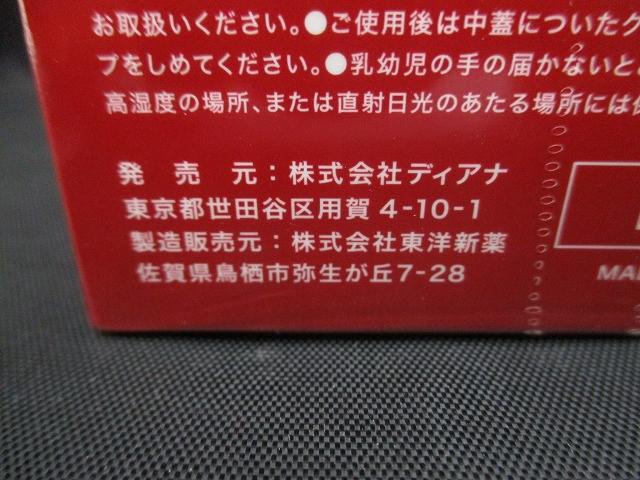 お取扱いください。●ご使用後は中蓋についた
プをしめてください。●乳幼児の手の届かないと
高湿度の場所、または直射日光のあたる場所には
発売元：株式会社ディアナ
東京都世田谷区用賀 4-10-1
製造販売元：株式会社東洋新薬
佐賀県鳥栖市弥生が丘7-28
MA